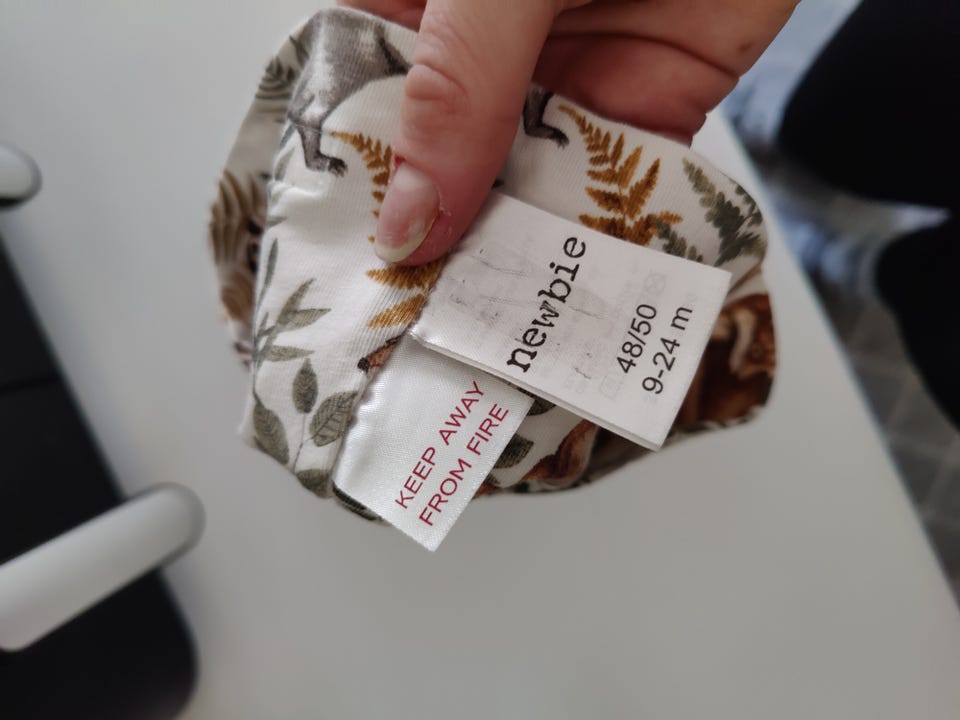 newbie
48/50
9-24 m
KEEP AWAY
FROM FIRE